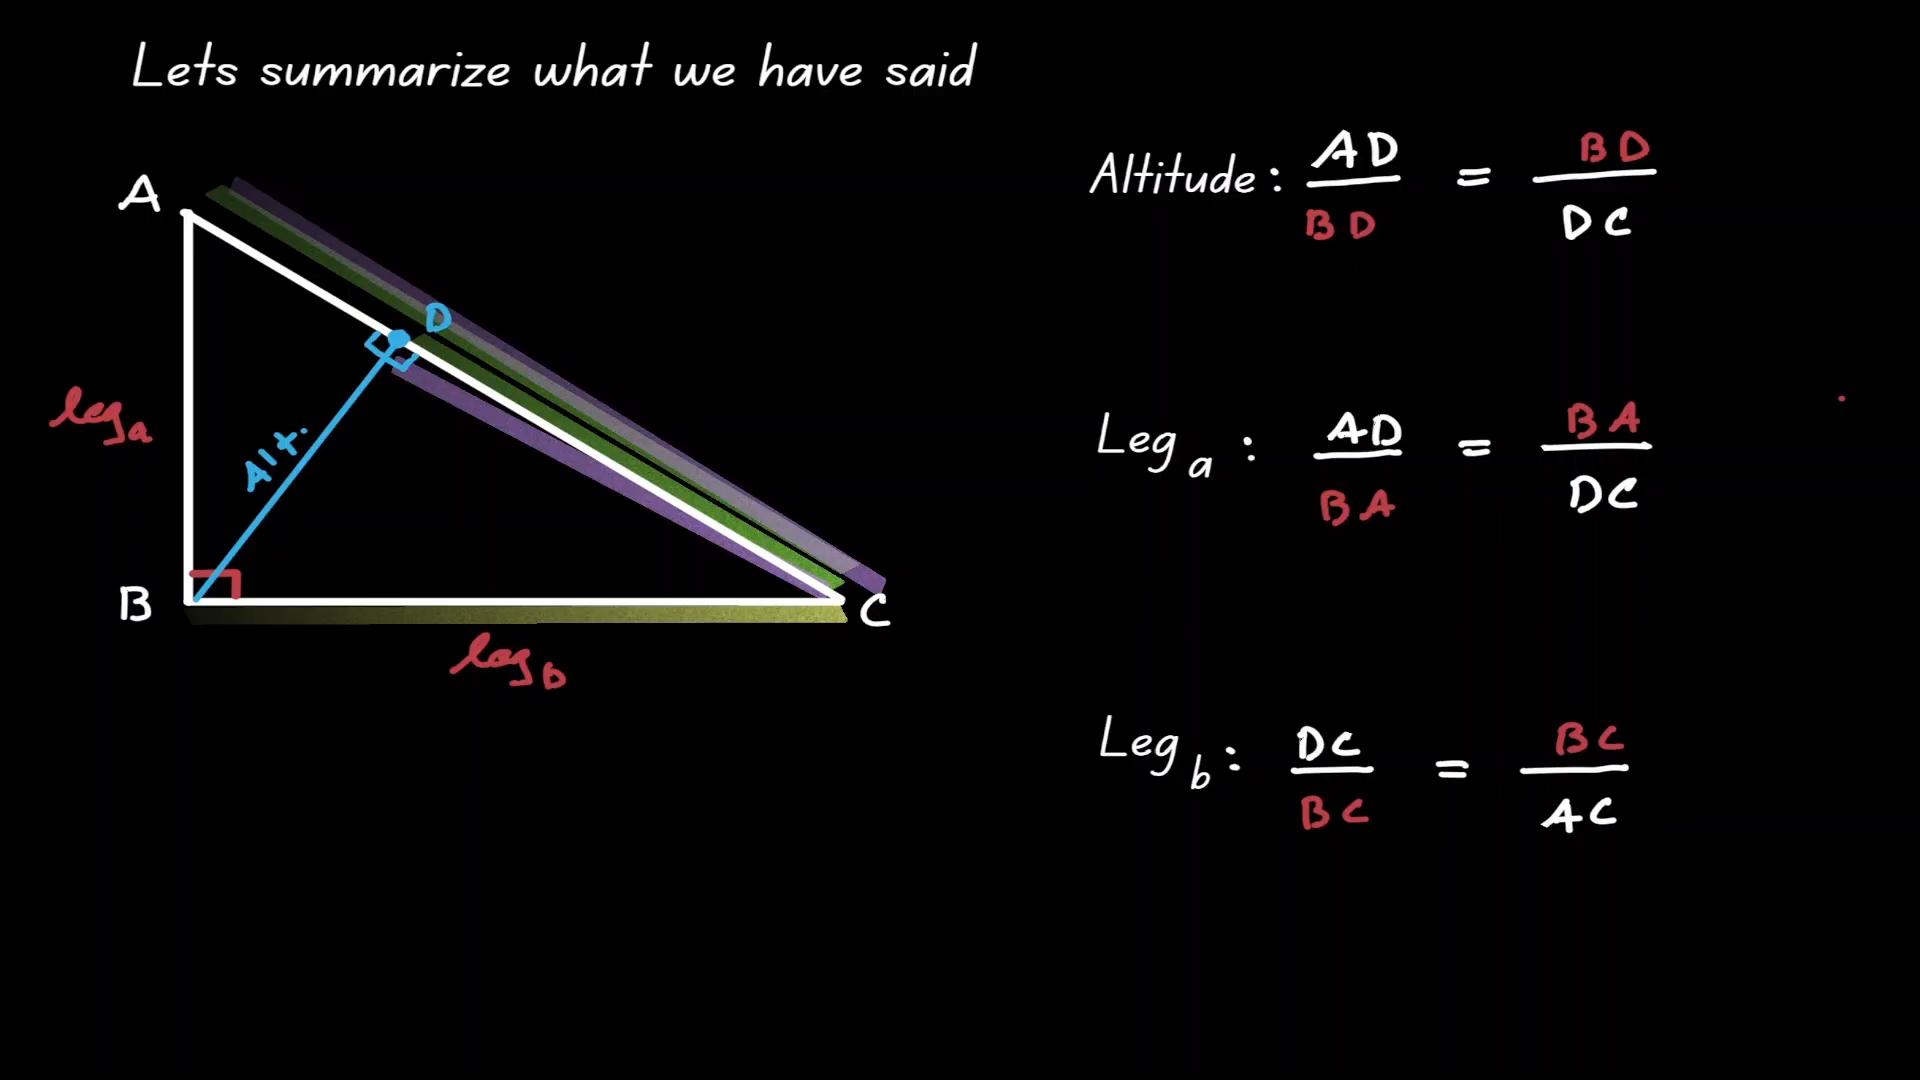 Lets summarize what we have said
A
D
leg a
Alt.
B
C
leg b
Altitude : AD/BD = BD/DC
Leg a : AD/BA = BA/DC
Leg b : DC/BC = BC/AC